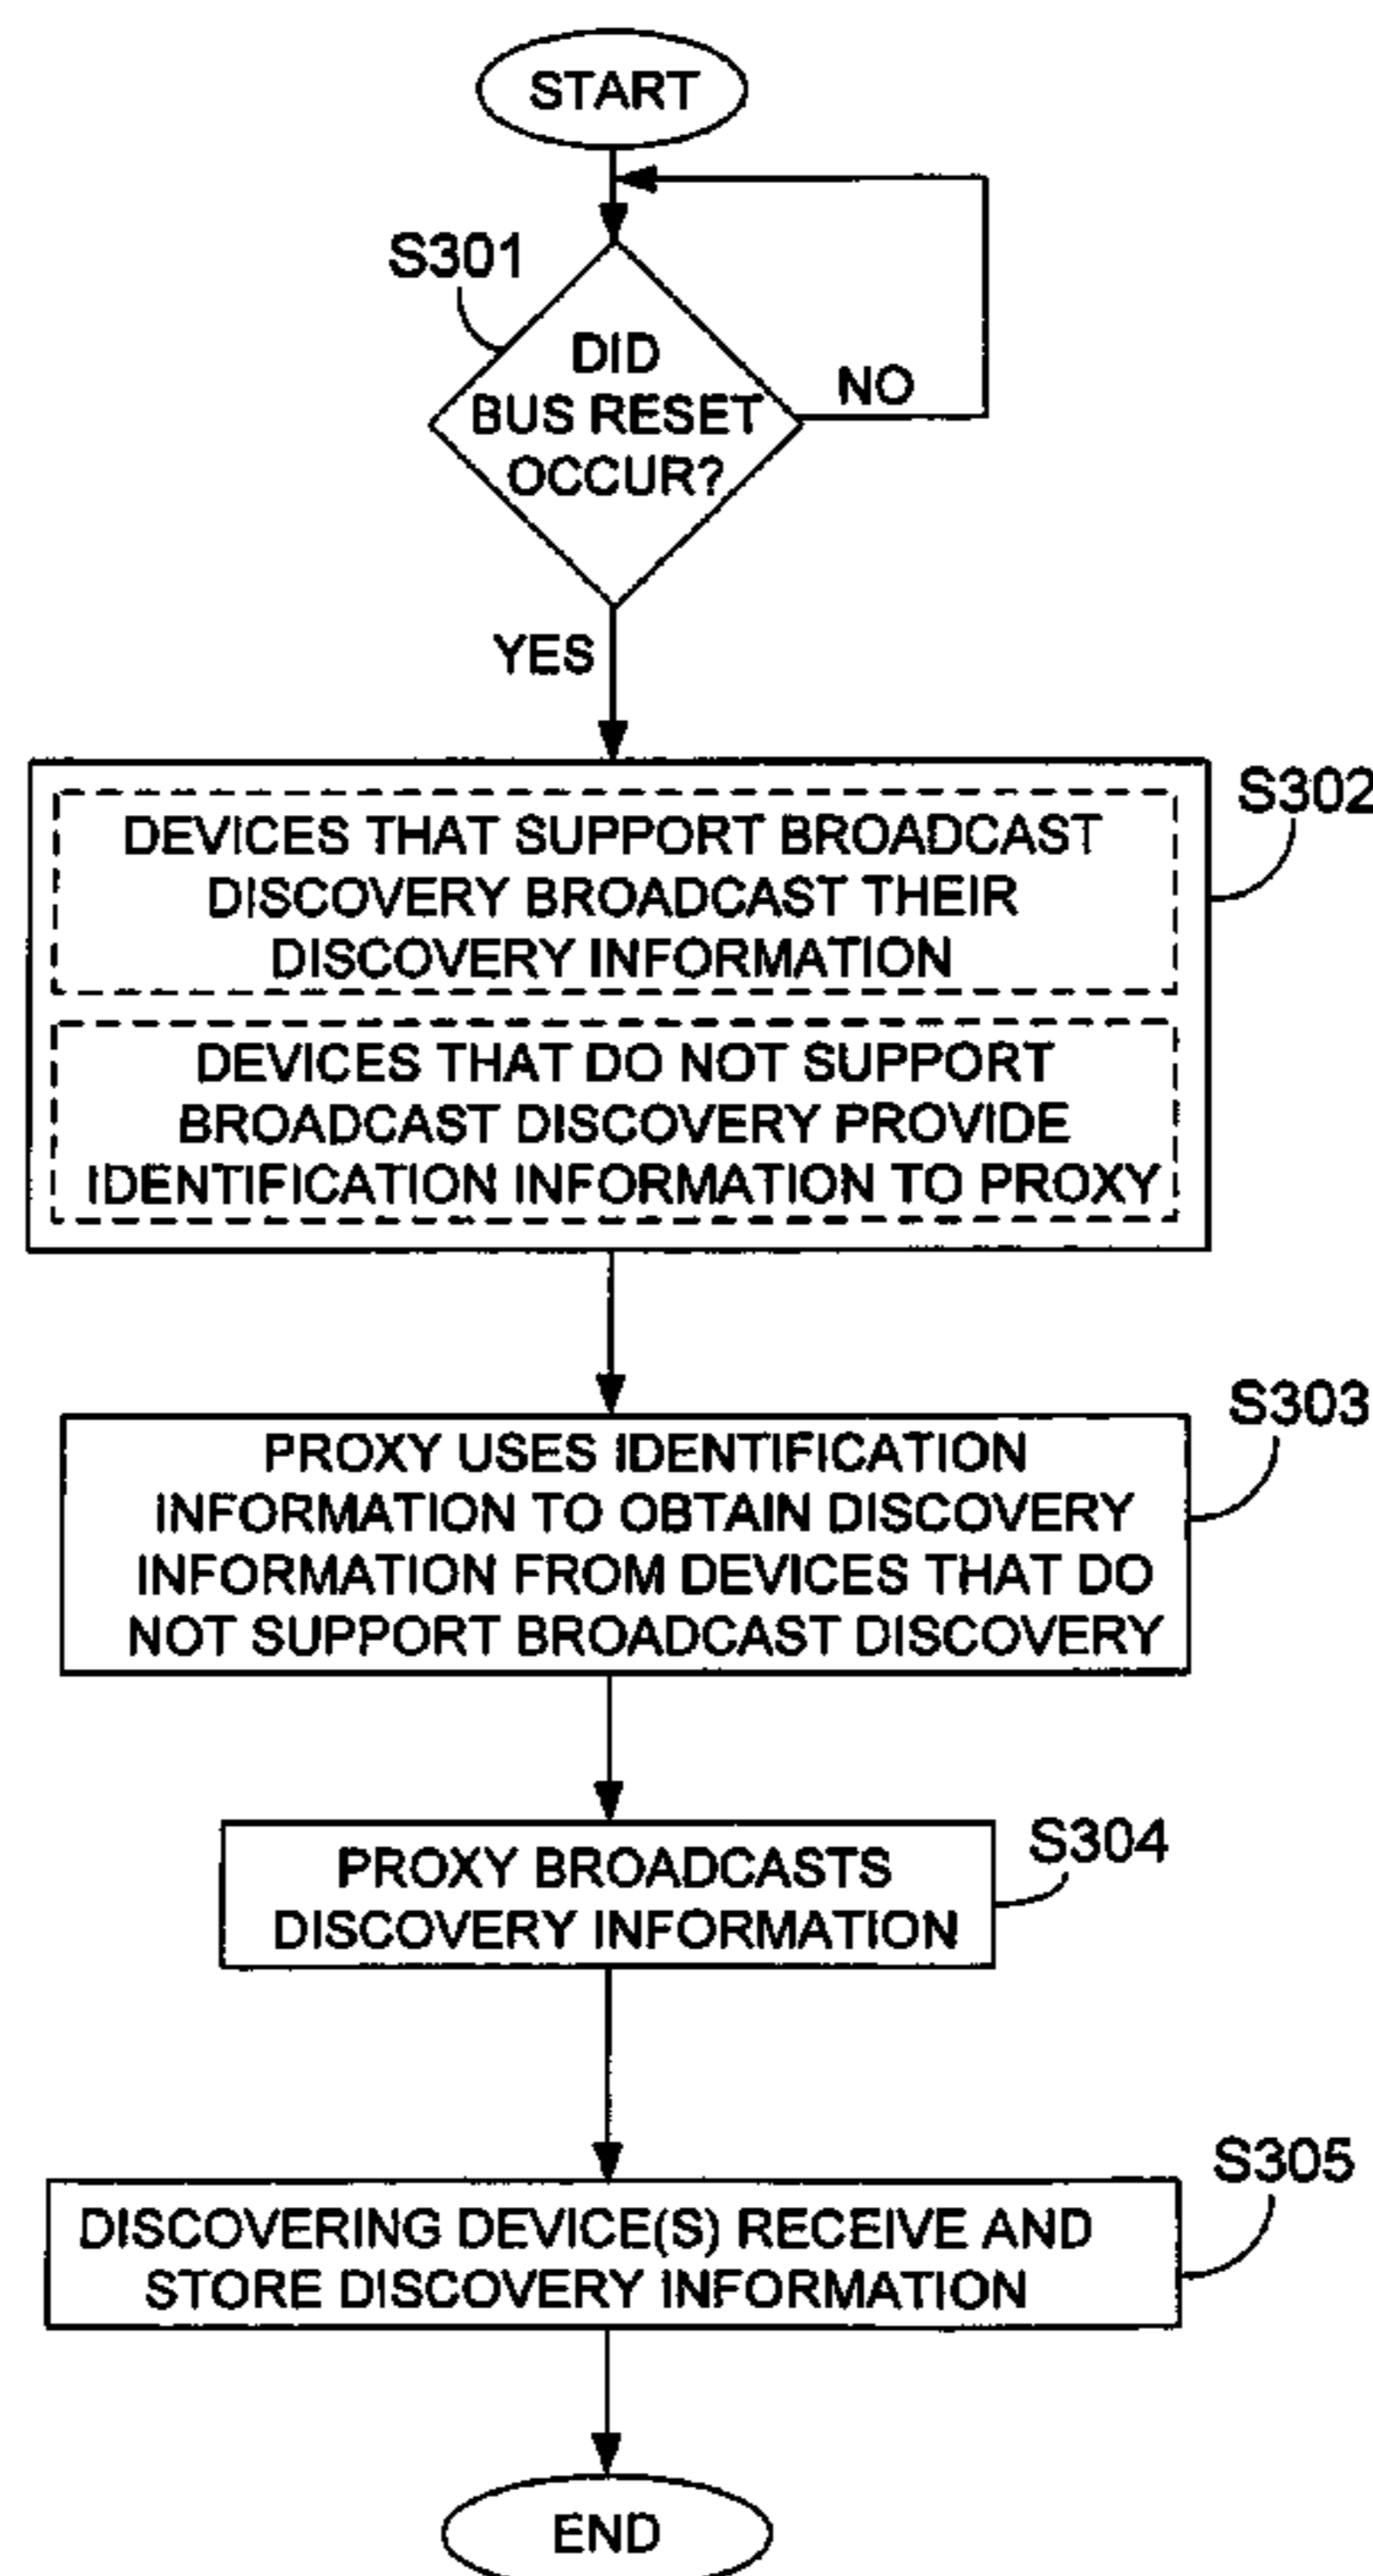 START
S301
DID
BUS RESET
OCCUR?
NO
YES
S302
DEVICES THAT SUPPORT BROADCAST
DISCOVERY BROADCAST THEIR
DISCOVERY INFORMATION
DEVICES THAT DO NOT SUPPORT
BROADCAST DISCOVERY PROVIDE
IDENTIFICATION INFORMATION TO PROXY
S303
PROXY USES IDENTIFICATION
INFORMATION TO OBTAIN DISCOVERY
INFORMATION FROM DEVICES THAT DO
NOT SUPPORT BROADCAST DISCOVERY
S304
PROXY BROADCASTS
DISCOVERY INFORMATION
S305
DISCOVERING DEVICE(S) RECEIVE AND
STORE DISCOVERY INFORMATION
END